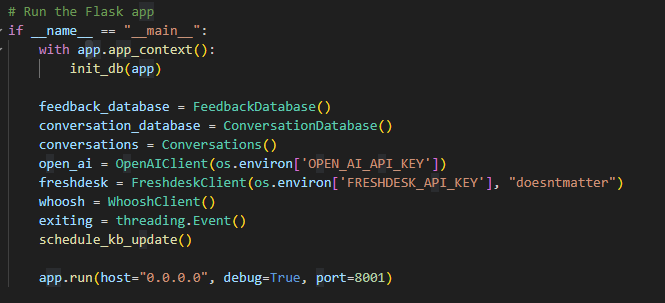 # Run the Flask app
if __name__ == "__main__":
    with app.app_context():
        init_db(app)

    feedback_database = FeedbackDatabase()
    conversation_database = ConversationDatabase()
    conversations = Conversations()
    open_ai = OpenAIClient(os.environ['OPEN_AI_API_KEY'])
    freshdesk = FreshdeskClient(os.environ['FRESHDESK_API_KEY'], "doesntmatter")
    whoosh = WhooshClient()
    exiting = threading.Event()
    schedule_kb_update()

    app.run(host="0.0.0.0", debug=True, port=8001)